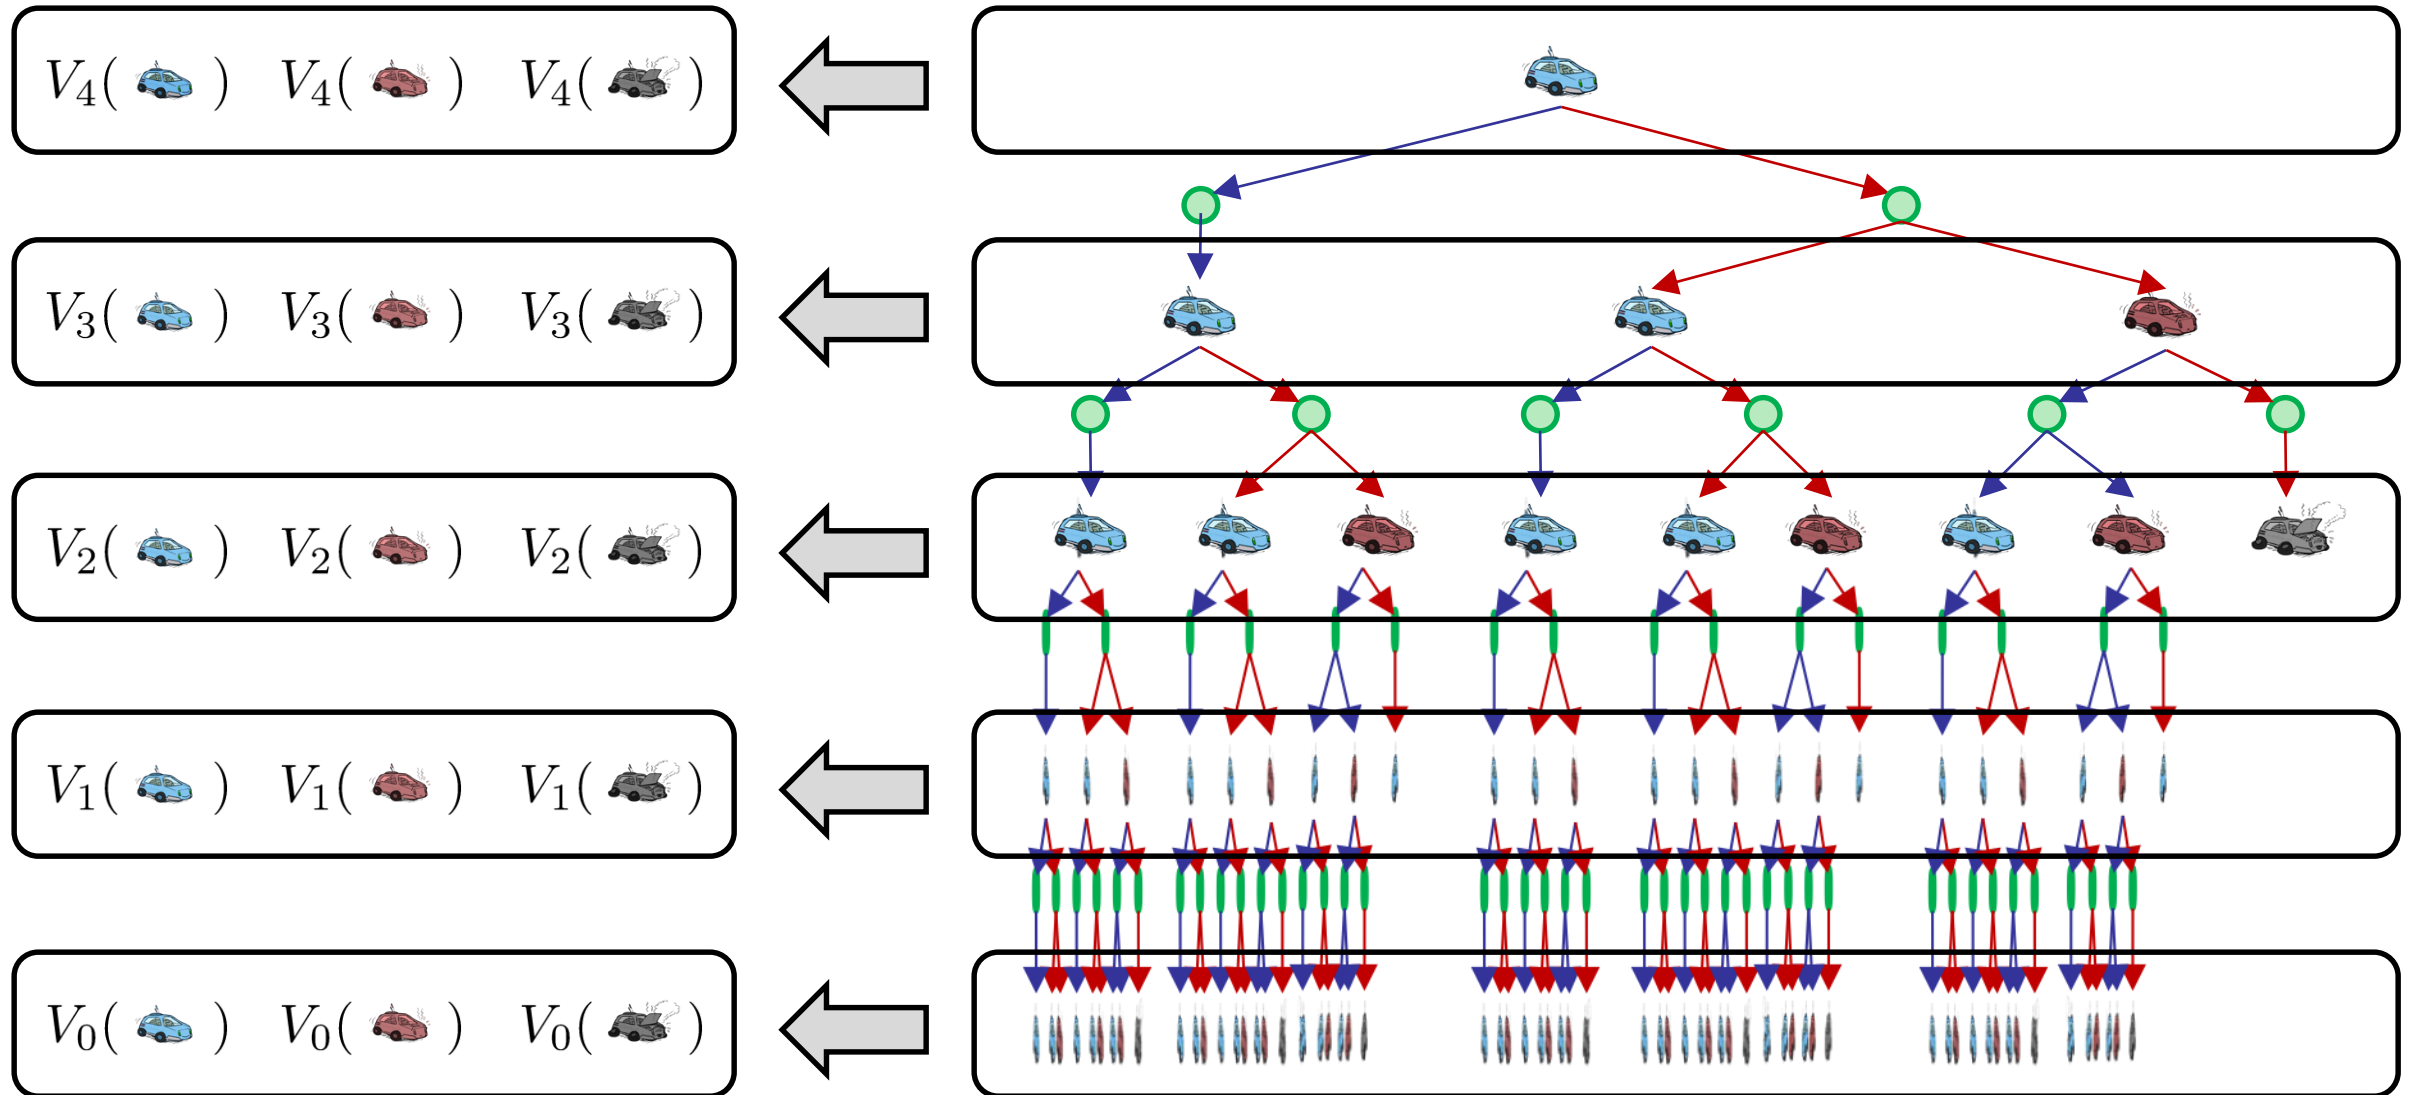 V₄( ) V₄( ) V₄( )
V₃( ) V₃( ) V₃( )
V₂( ) V₂( ) V₂( )
V₁( ) V₁( ) V₁( )
V₀( ) V₀( ) V₀( )